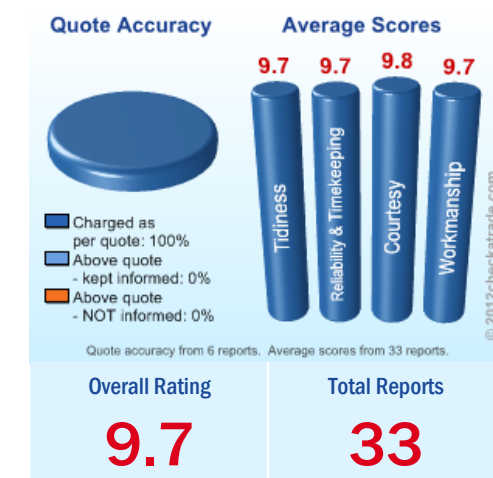 Quote Accuracy
Average Scores
9.7
9.7
9.8
9.7
Tidiness
Reliability & Timekeeping
Courtesy
Workmanship
Charged as
per quote: 100%
Above quote
- kept informed: 0%
Above quote
- NOT informed: 0%
© 2012checkatrade.com
Quote accuracy from 6 reports. Average scores from 33 reports.
Overall Rating
Total Reports
9.7
33